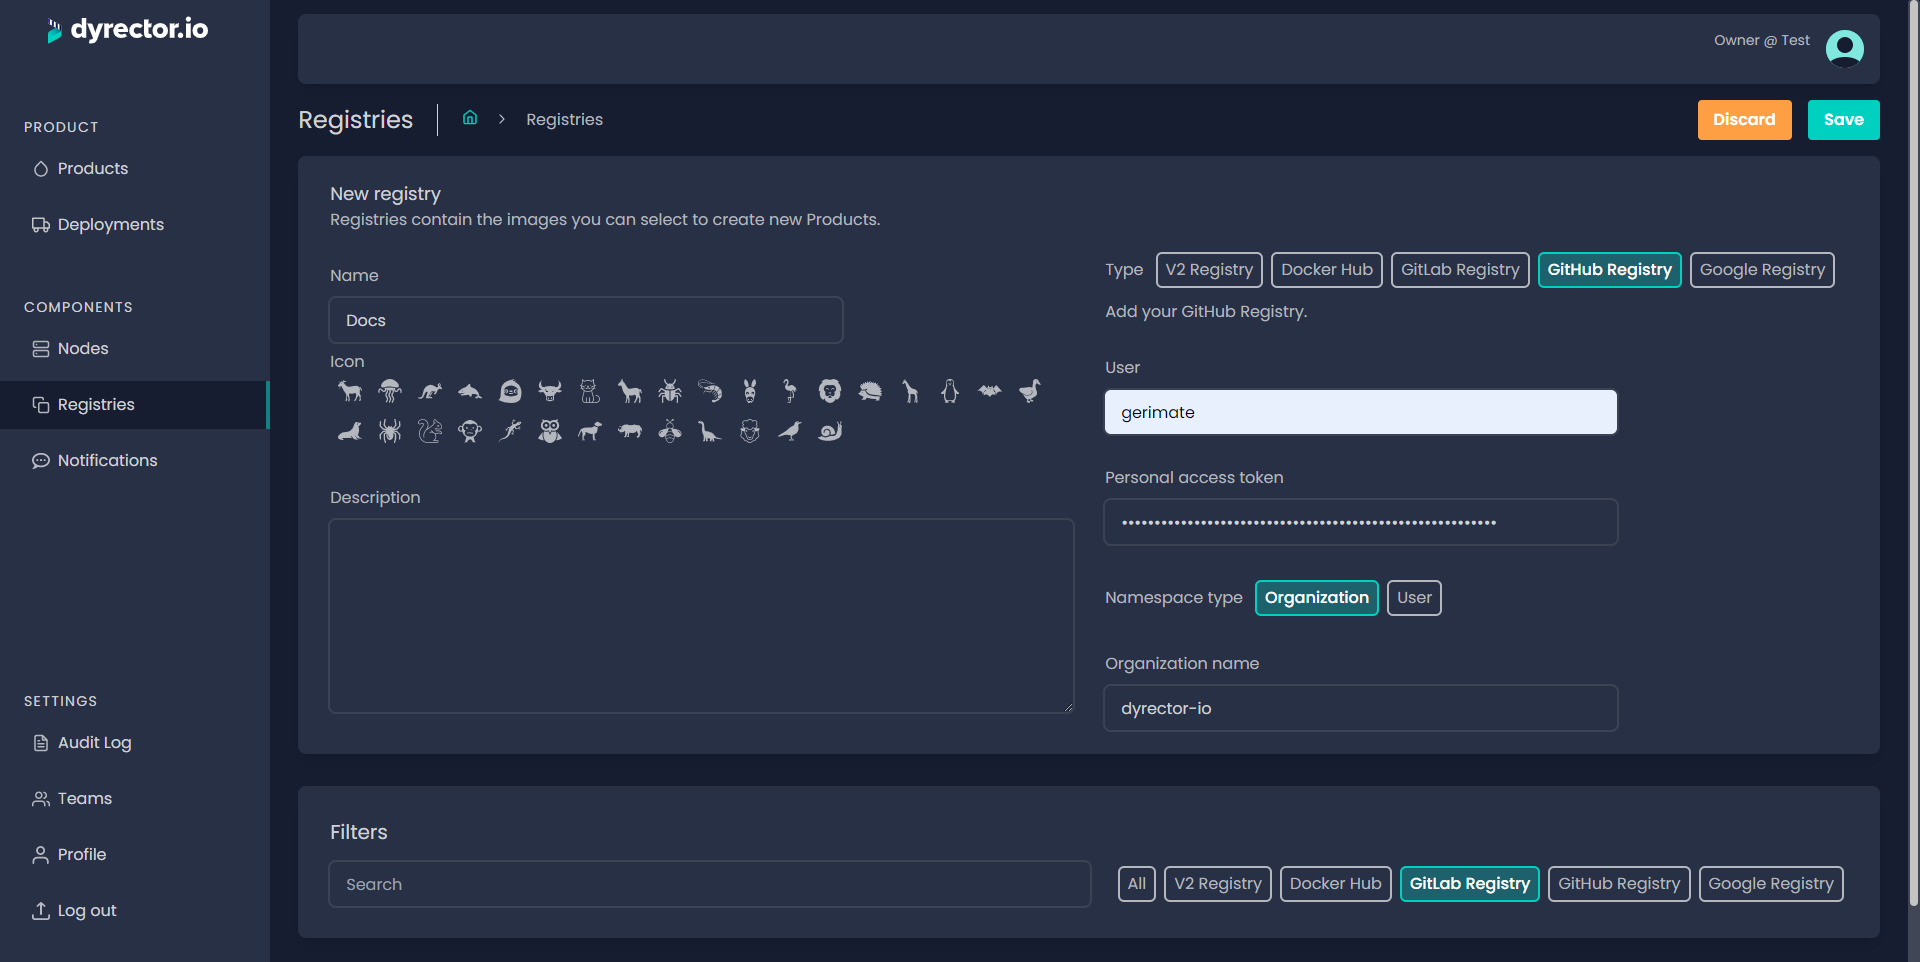 dyrector.io
Owner @ Test
PRODUCT
Products
Deployments
COMPONENTS
Nodes
Registries
Notifications
SETTINGS
Audit Log
Teams
Profile
Log out
Registries
Registries
Discard
Save
New registry
Registries contain the images you can select to create new Products.
Name
Docs
Icon
Description
Type
V2 Registry
Docker Hub
GitLab Registry
GitHub Registry
Google Registry
Add your GitHub Registry.
User
gerimate
Personal access token
Namespace type
Organization
User
Organization name
dyrector-io
Filters
Search
All
V2 Registry
Docker Hub
GitLab Registry
GitHub Registry
Google Registry